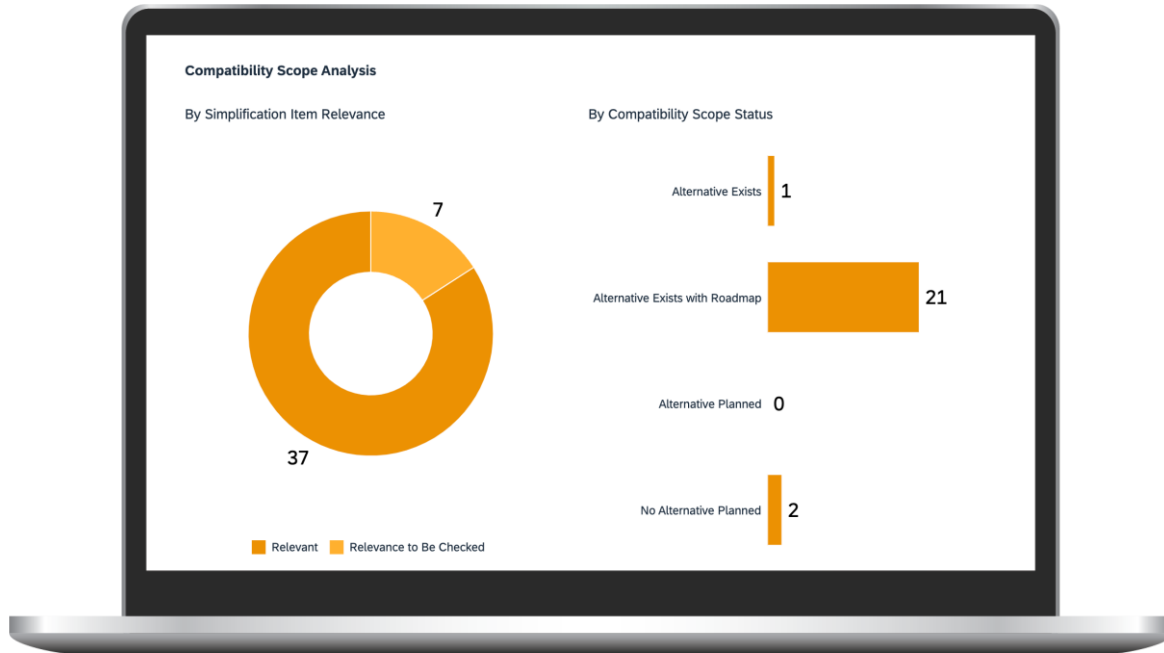 Compatibility Scope Analysis
By Simplification Item Relevance
7
37
Relevant
Relevance to Be Checked
By Compatibility Scope Status
Alternative Exists
1
Alternative Exists with Roadmap
21
Alternative Planned
0
No Alternative Planned
2